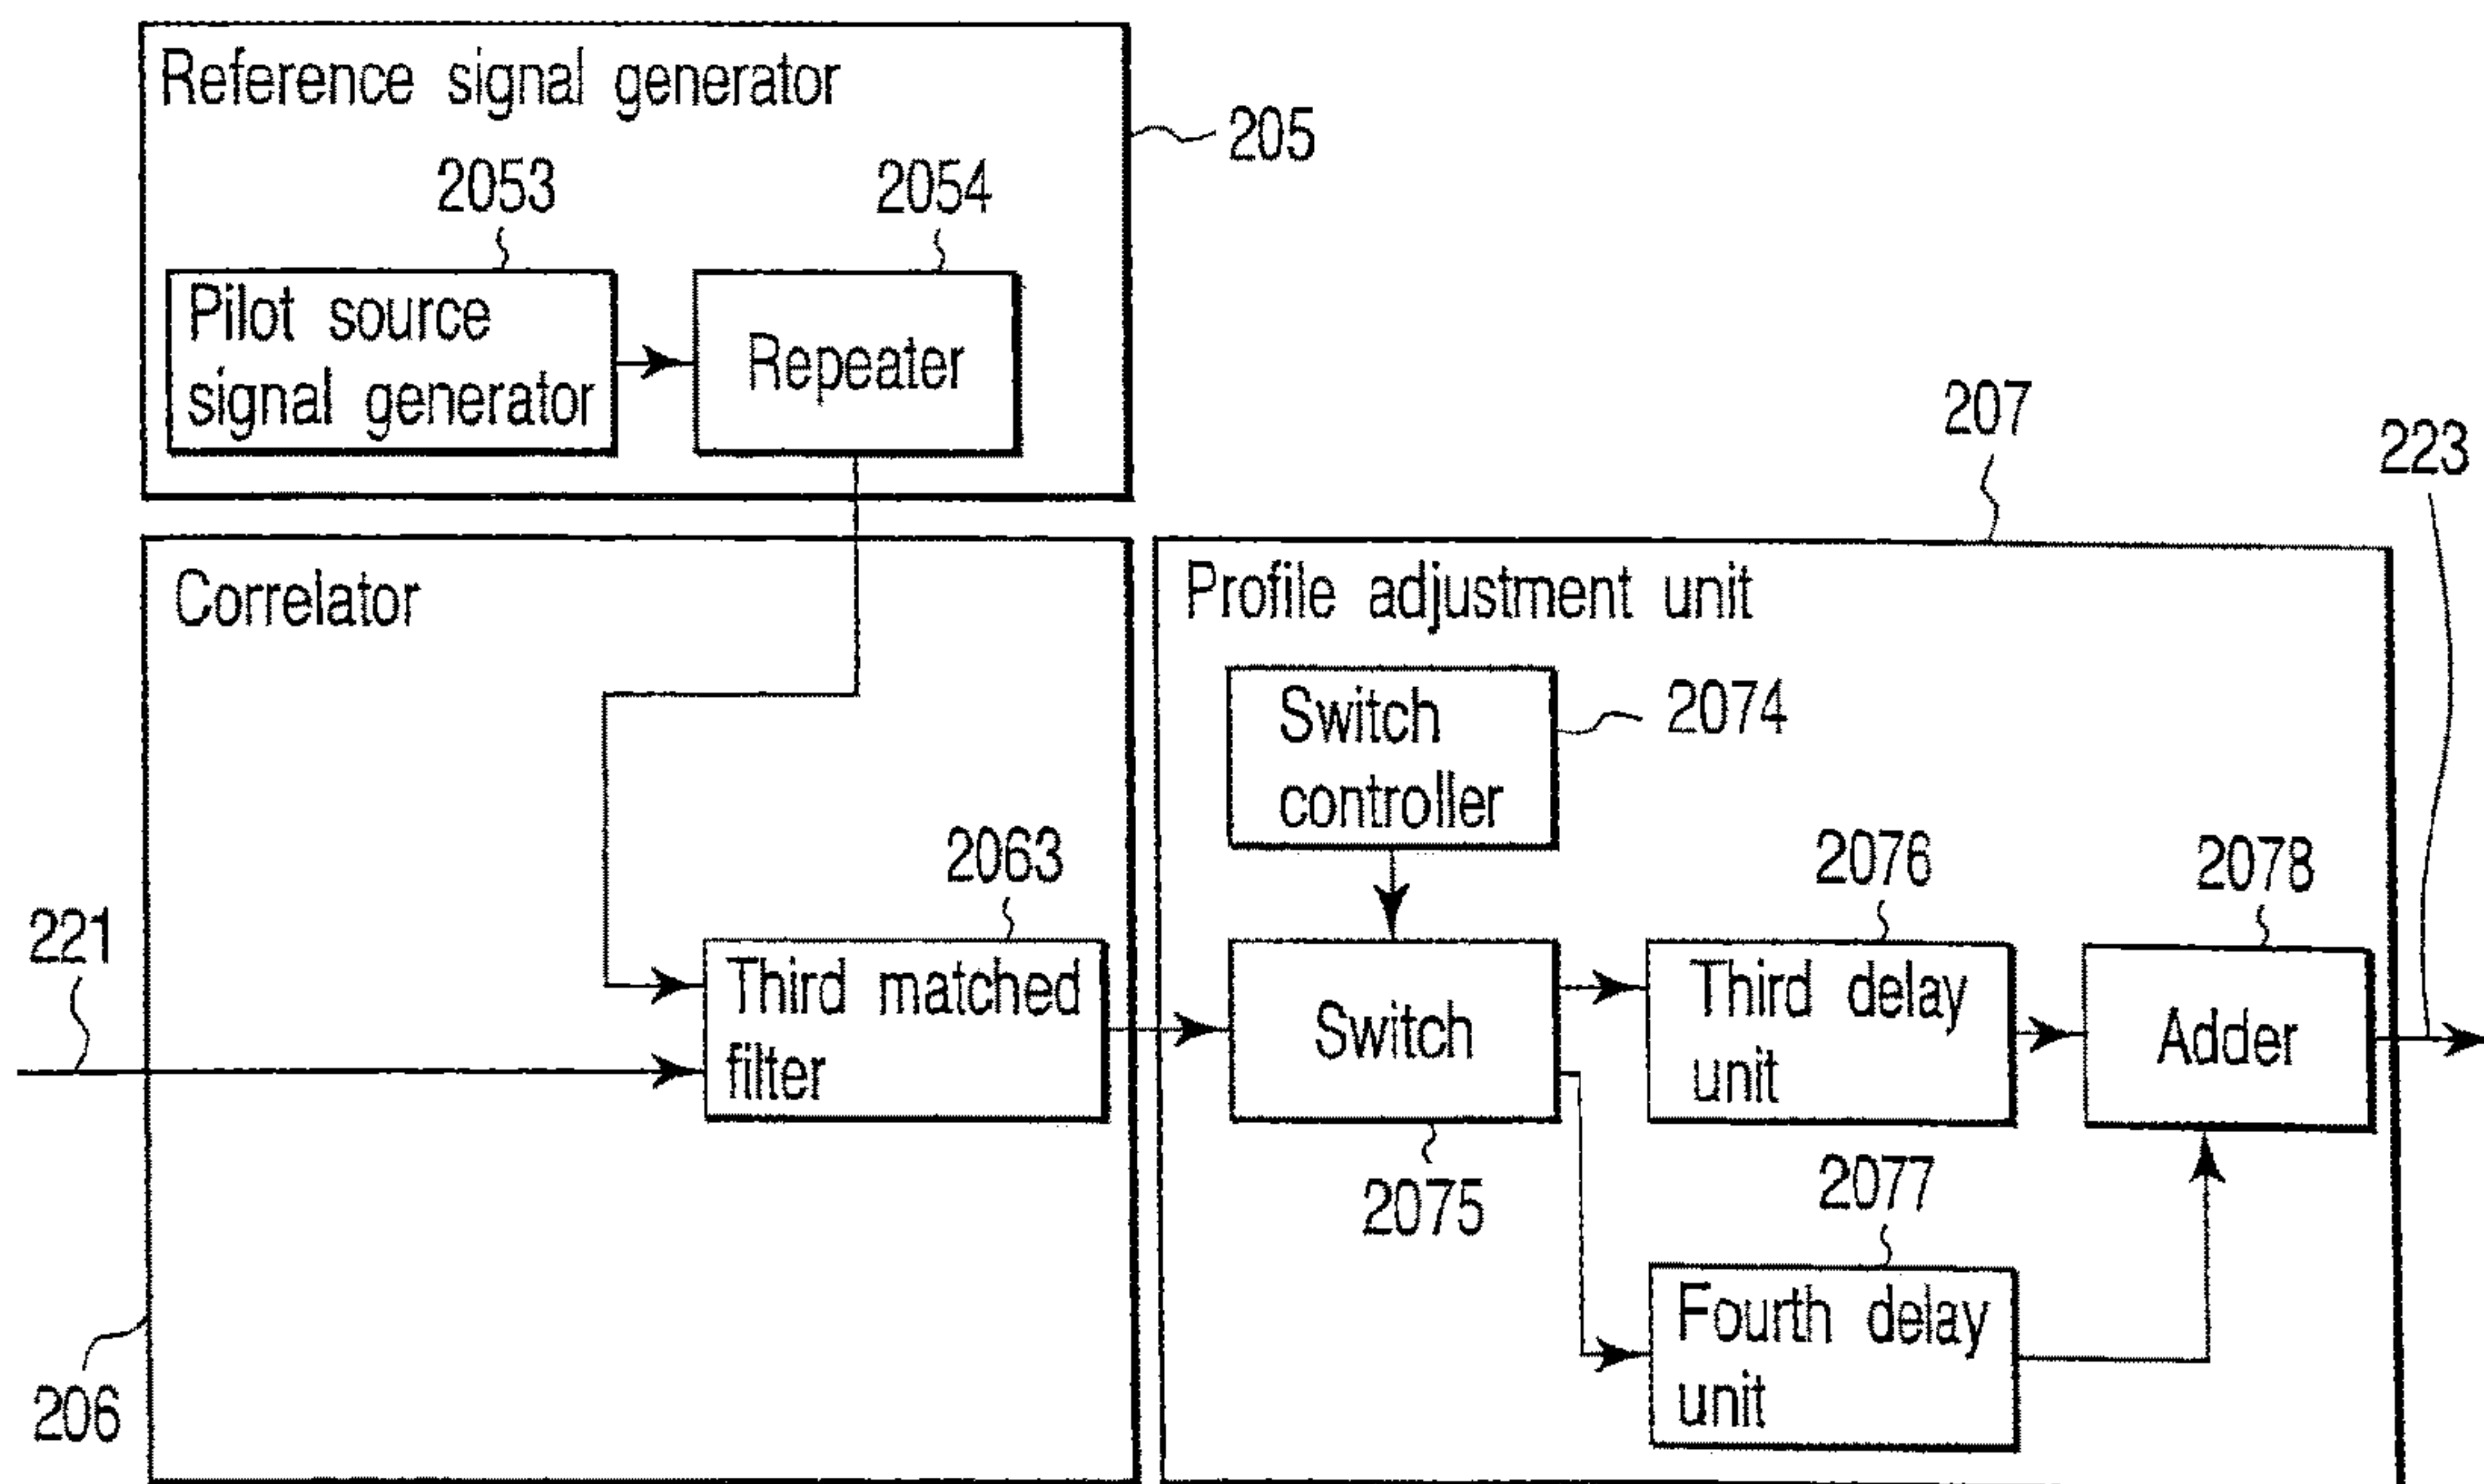 Reference signal generator
205
2053
2054
Pilot source
signal generator
Repeater
207
223
Correlator
Profile adjustment unit
Switch
controller
2074
2063
2076
2078
221
Third matched
filter
Switch
Third delay
unit
Adder
2075
2077
Fourth delay
unit
206